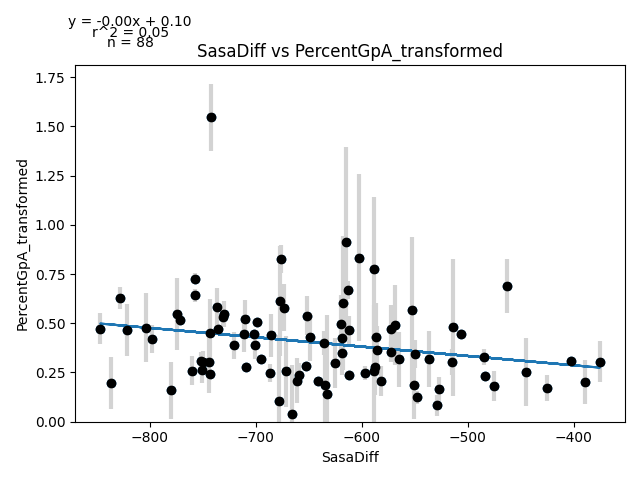 y = -0.00x + 0.10
r^2 = 0.05
n = 88
SasaDiff vs PercentGpA_transformed
PercentGpA_transformed
1.75
1.50
1.25
1.00
0.75
0.50
0.25
0.00
−800
−700
−600
−500
−400
SasaDiff